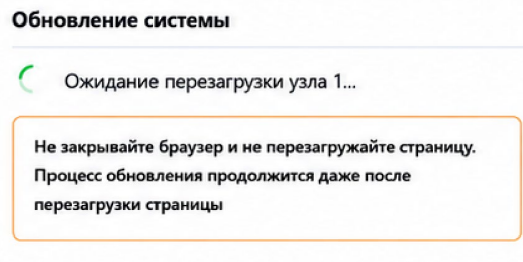 Обновление системы
Ожидание перезагрузки узла 1...
Не закрывайте браузер и не перезагружайте страницу.
Процесс обновления продолжится даже после
перезагрузки страницы